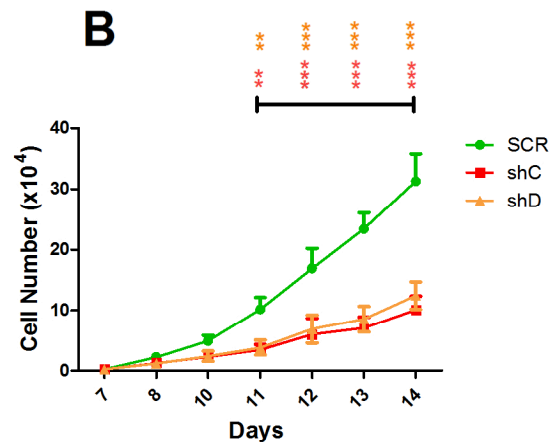 B
** *** *** ***
** *** *** ***
40
30
20
10
0
Cell Number (x10⁴)
7 8 10 11 12 13 14
Days
SCR
shC
shD